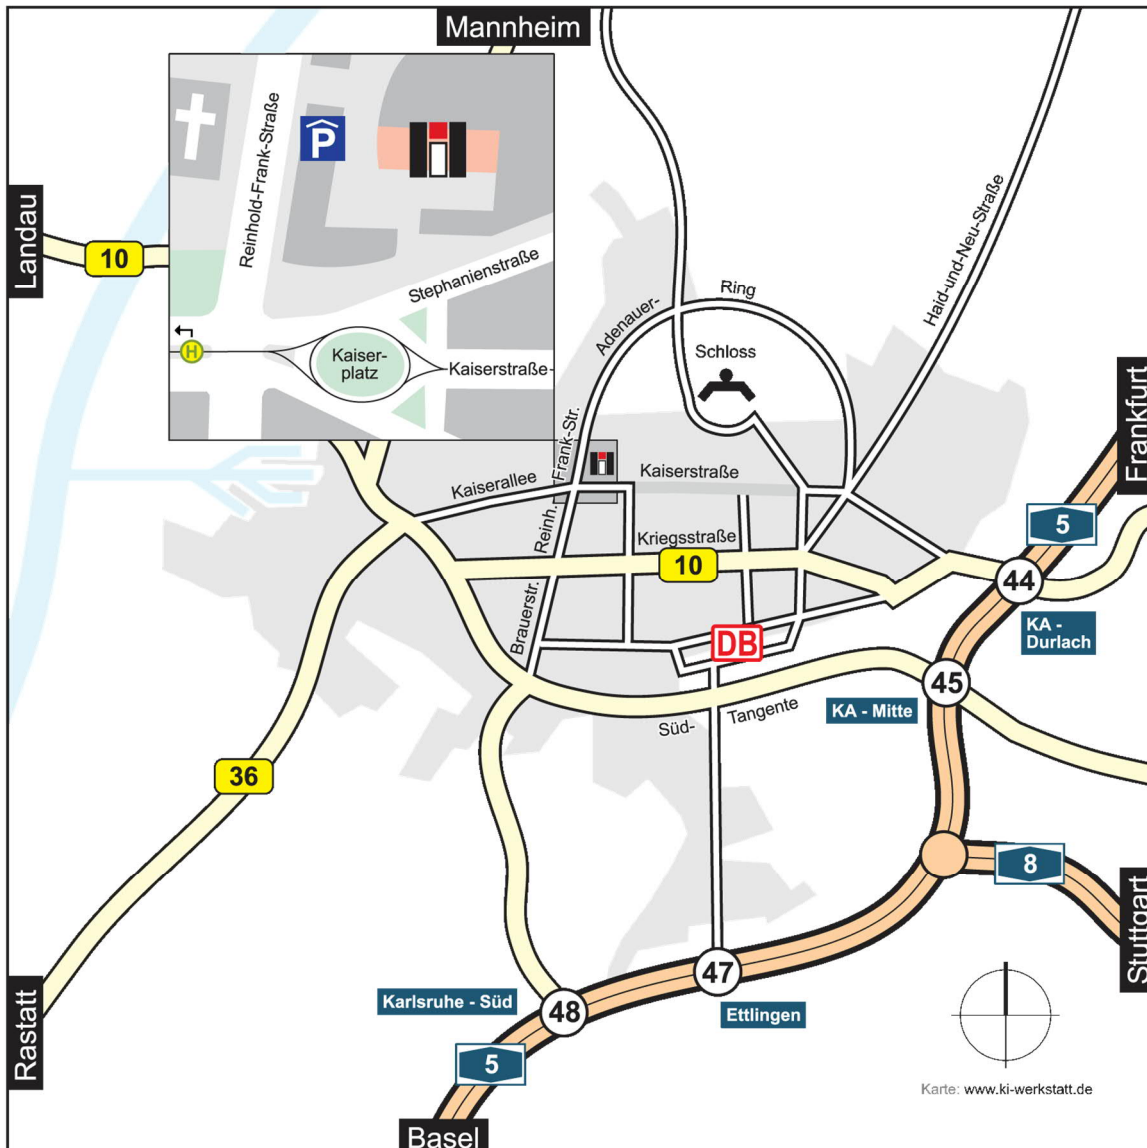 Mannheim
Landau
10
Reinhold-Frank-Straße
P
Stephanienstraße
H
Kaiser-
platz
Kaiserstraße
Haid-und-Neu-Straße
Adenauer-
Ring
Schloss
Frankfurt
5
Kaiserallee
Reinh.
Frank-Str.
Kaiserstraße
Kriegsstraße
10
44
KA -
Durlach
Brauerstr.
DB
45
KA - Mitte
Süd-
Tangente
36
8
Stuttgart
Rastatt
Karlsruhe - Süd
48
47
Ettlingen
5
Basel
Karte: www.ki-werkstatt.de